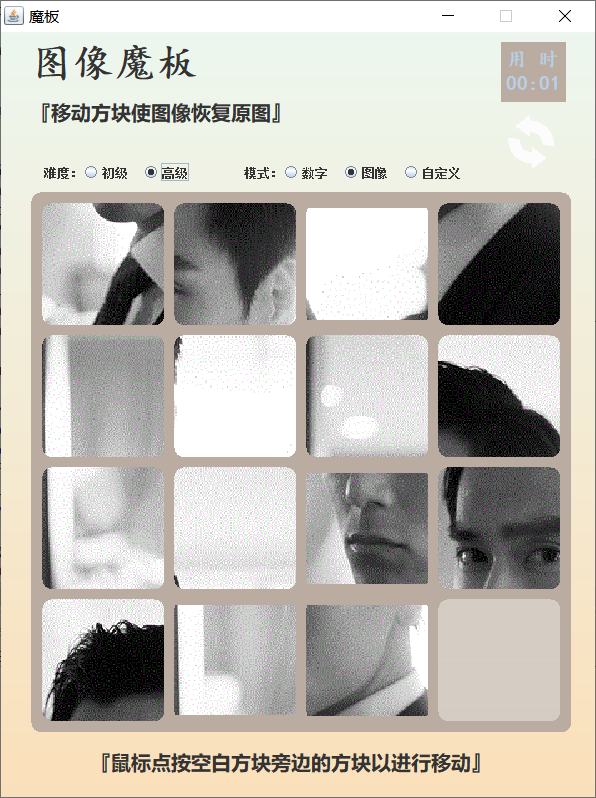 魔板
图像魔板
用 时
00:01
『移动方块使图像恢复原图』
难度： 初级 高级 模式： 数字 图像 自定义
『鼠标点按空白方块旁边的方块以进行移动』